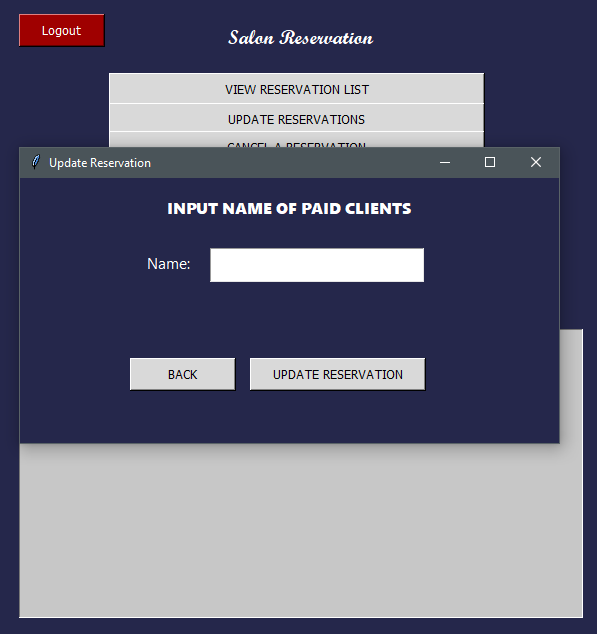 Logout
Salon Reservation
VIEW RESERVATION LIST
UPDATE RESERVATIONS
CANCEL A RESERVATION
Update Reservation
INPUT NAME OF PAID CLIENTS
Name:
BACK
UPDATE RESERVATION